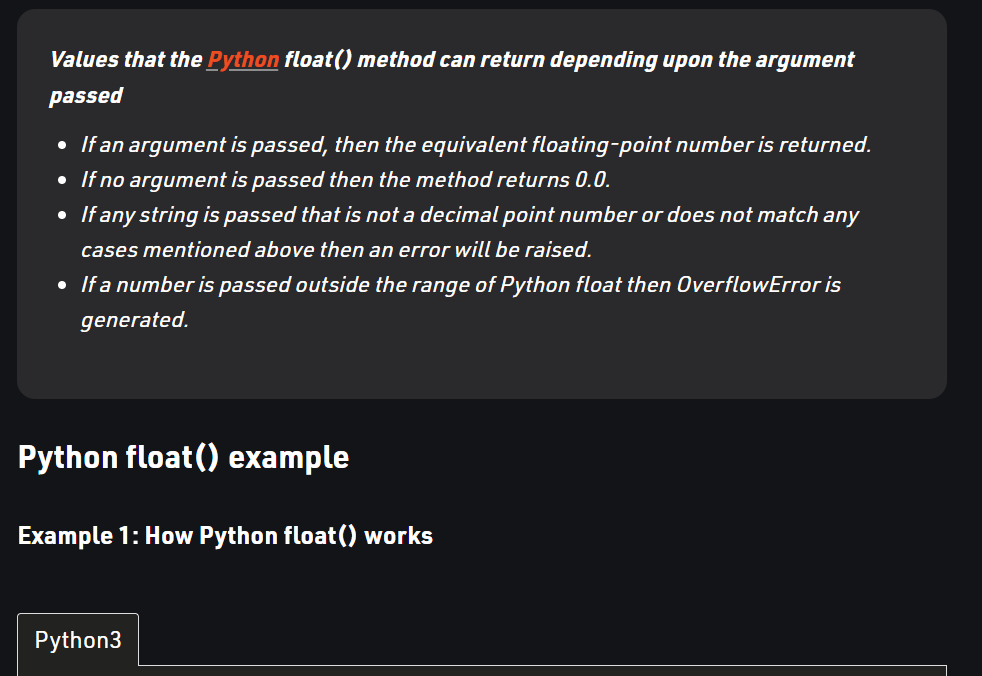 Values that the Python float() method can return depending upon the argument
passed
• If an argument is passed, then the equivalent floating-point number is returned.
• If no argument is passed then the method returns 0.0.
• If any string is passed that is not a decimal point number or does not match any
cases mentioned above then an error will be raised.
• If a number is passed outside the range of Python float then OverflowError is
generated.
Python float() example
Example 1: How Python float() works
Python3